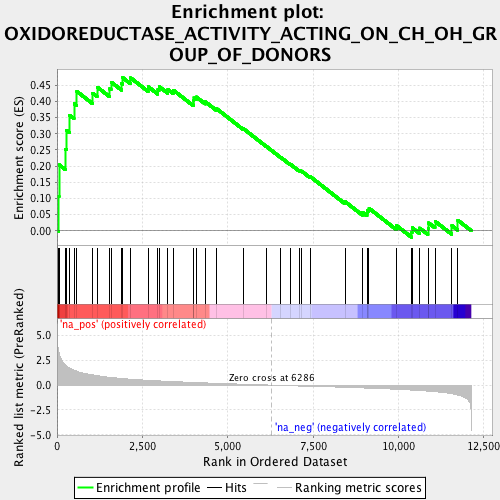 Enrichment plot:
OXIDOREDUCTASE_ACTIVITY_ACTING_ON_CH_OH_GR
OUP_OF_DONORS
Enrichment score (ES)
0.45
0.40
0.35
0.30
0.25
0.20
0.15
0.10
0.05
0.00
'na_pos' (positively correlated)
Ranked list metric (PreRanked)
5.0
2.5
0.0
-2.5
-5.0
Zero cross at 6286
'na_neg' (negatively correlated)
0
2,500
5,000
7,500
10,000
12,500
Rank in Ordered Dataset
Enrichment profile
Hits
Ranking metric scores